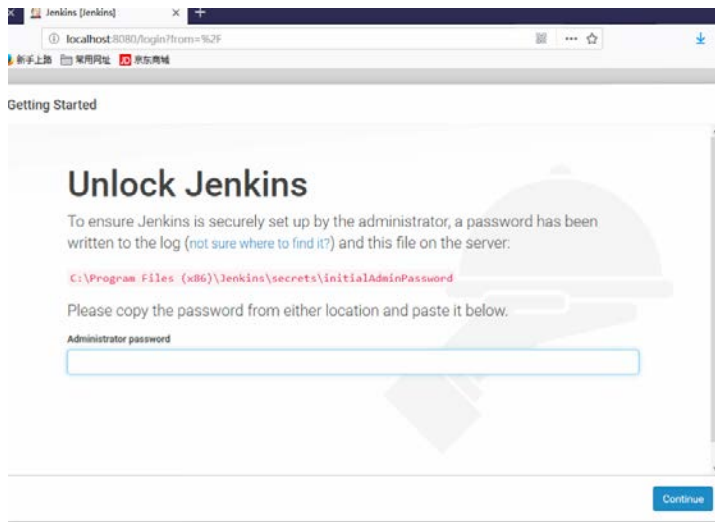 Jenkins [Jenkins] × +
localhost:8080/login?from=%2F
新手上路 常用网址 JD 京东商城
Getting Started
Unlock Jenkins
To ensure Jenkins is securely set up by the administrator, a password has been
written to the log (not sure where to find it?) and this file on the server:
C:\Program Files (x86)\Jenkins\secrets\initialAdminPassword
Please copy the password from either location and paste it below.
Administrator password
Continue